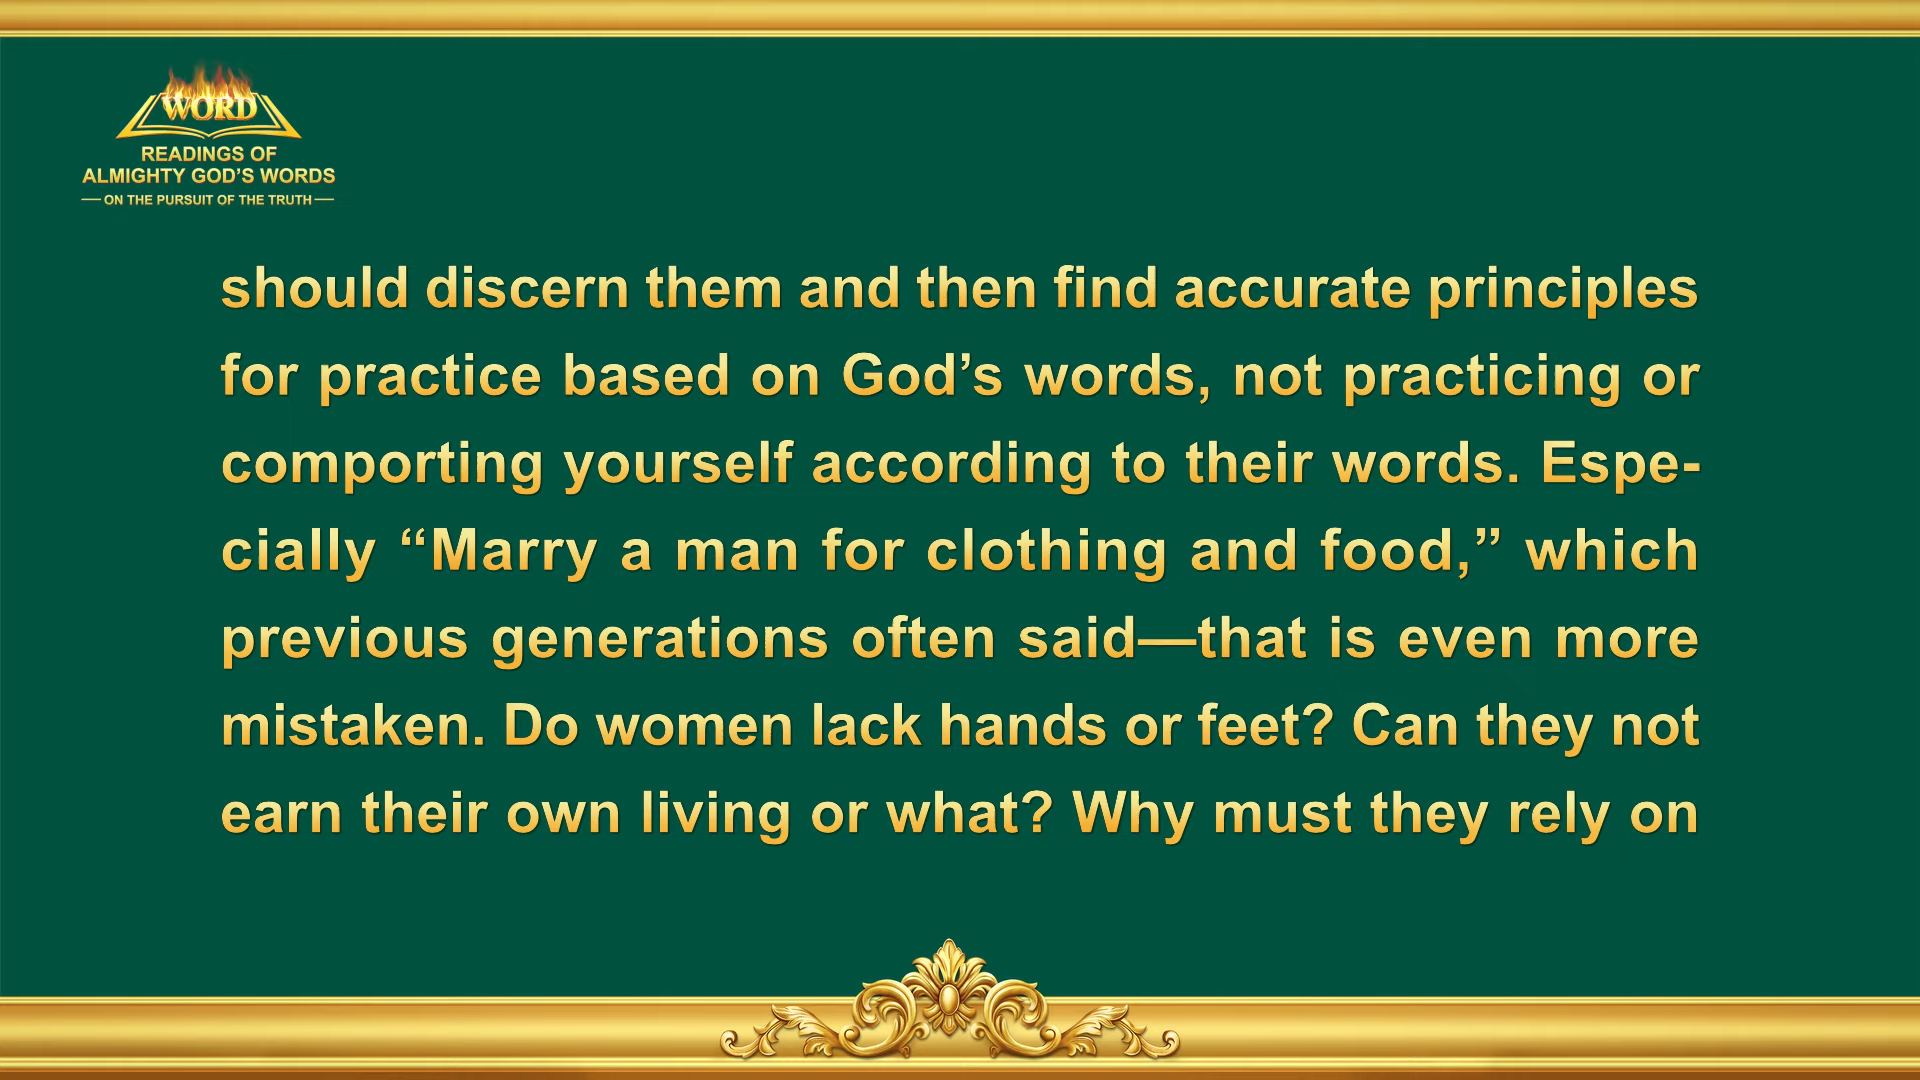 WORD
READINGS OF
ALMIGHTY GOD’S WORDS
— ON THE PURSUIT OF THE TRUTH —
should discern them and then find accurate principles
for practice based on God’s words, not practicing or
comporting yourself according to their words. Espe-
cially “Marry a man for clothing and food,” which
previous generations often said—that is even more
mistaken. Do women lack hands or feet? Can they not
earn their own living or what? Why must they rely on